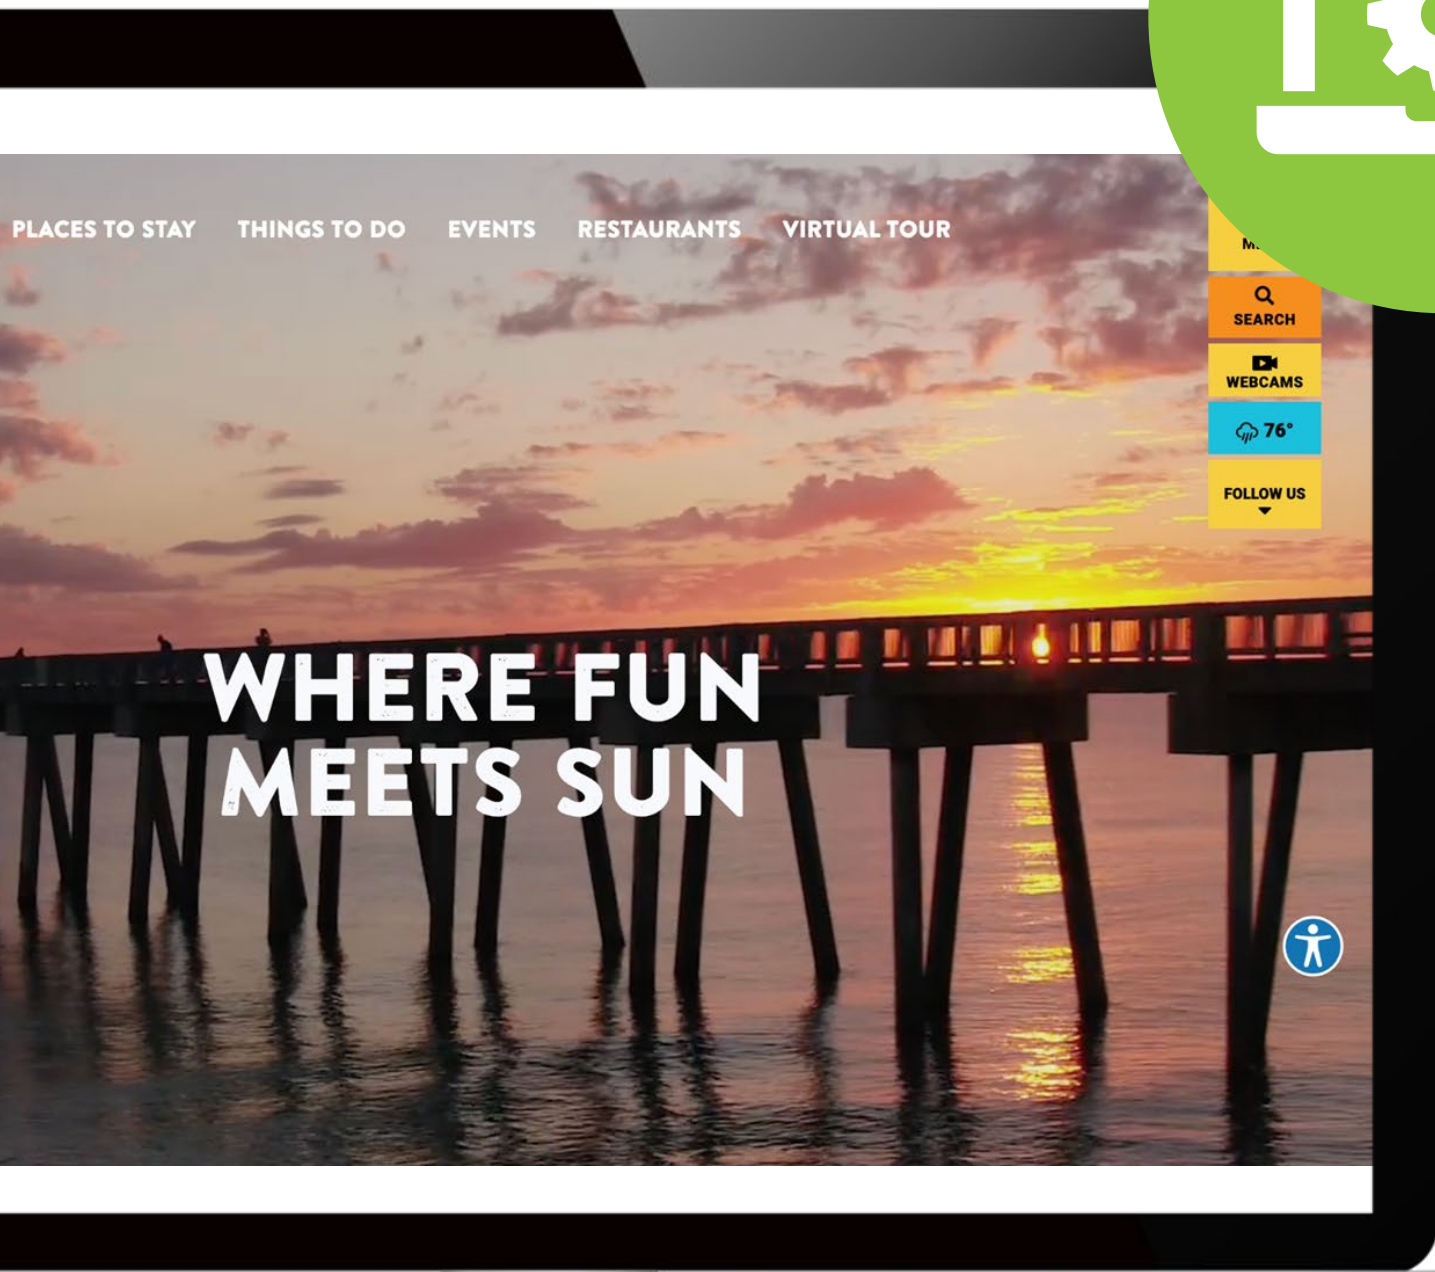 PLACES TO STAY THINGS TO DO EVENTS RESTAURANTS VIRTUAL TOUR
SEARCH
WEBCAMS
76°
FOLLOW US
WHERE FUN
MEETS SUN